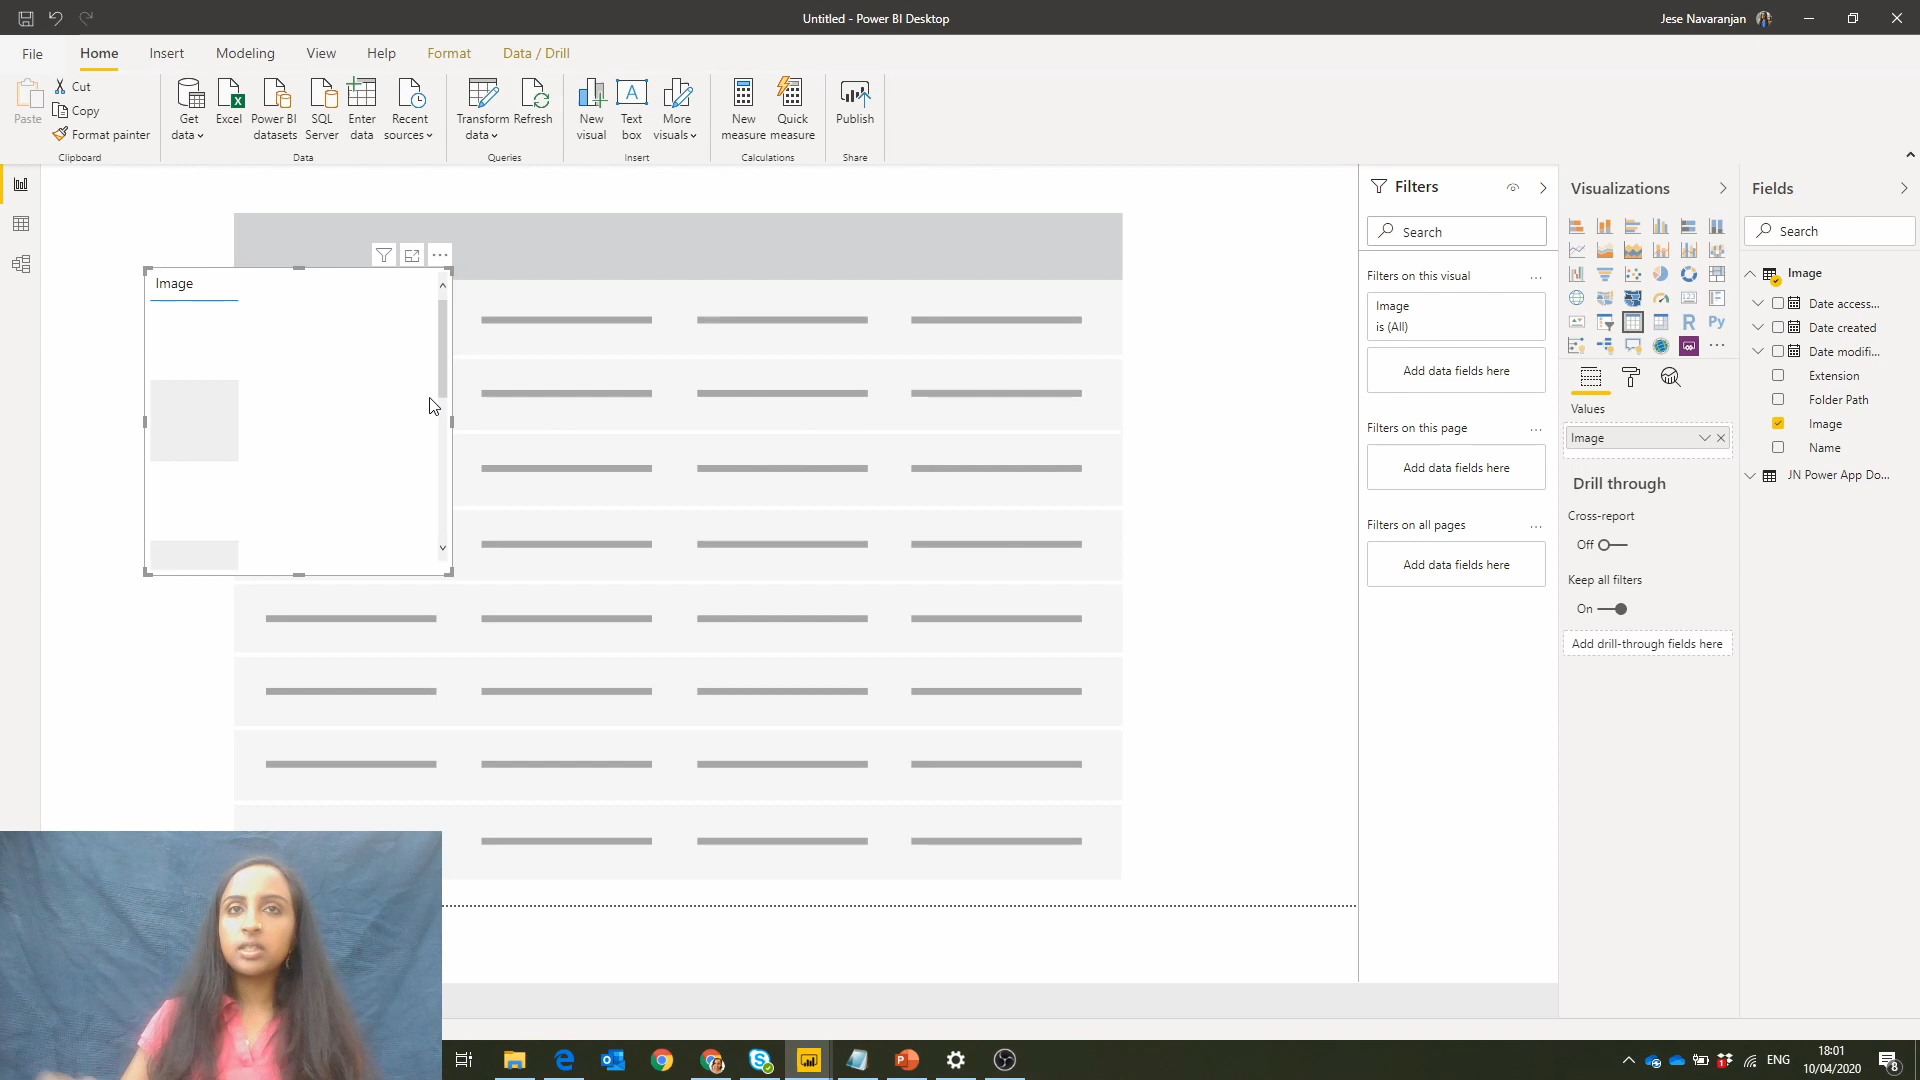 Untitled - Power BI Desktop
Jese Navaranjan
File
Home
Insert
Modeling
View
Help
Format
Data / Drill
Paste
Cut
Copy
Format painter
Clipboard
Get data
Excel
Power BI datasets
SQL Server
Enter data
Recent sources
Data
Transform data
Refresh
Queries
New visual
Text box
More visuals
Insert
New measure
Quick measure
Calculations
Publish
Share
Image
Filters
Search
Filters on this visual
...
Image
is (All)
Add data fields here
Filters on this page
...
Add data fields here
Filters on all pages
...
Add data fields here
Visualizations
R
Py
Values
Image
Drill through
Cross-report
Off
Keep all filters
On
Add drill-through fields here
Fields
Search
Image
Date access...
Date created
Date modifi...
Extension
Folder Path
Image
Name
JN Power App Do...
ENG
18:01
10/04/2020
8